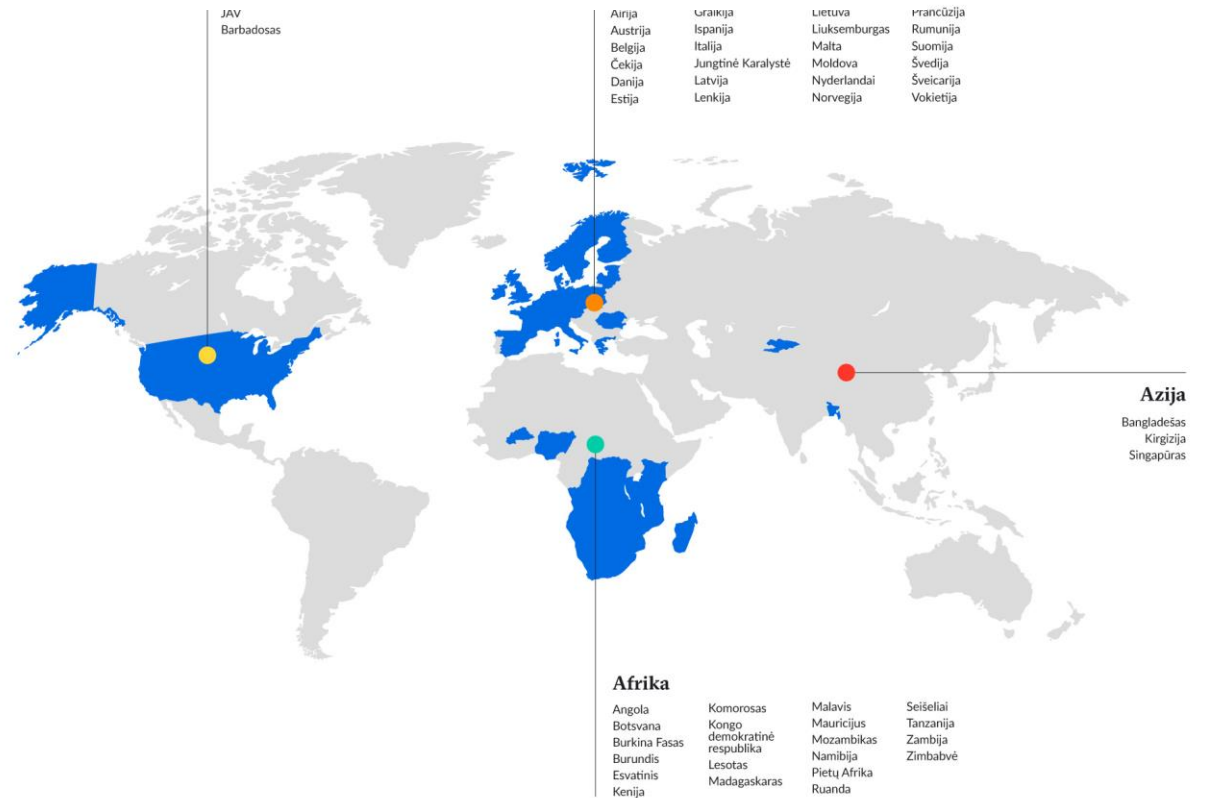 JAV
Barbadosas
Airija
Austrija
Belgija
Čekija
Danija
Estija
Graikija
Ispanija
Italija
Jungtinė Karalystė
Latvija
Lenkija
Lietuva
Liuksemburgas
Malta
Moldova
Nyderlandai
Norvegija
Prancūzija
Rumunija
Suomija
Švedija
Šveicarija
Vokietija
Azija
Bangladešas
Kirgizija
Singapūras
Afrika
Angola
Botsvana
Burkina Fasas
Burundis
Esvatinis
Kenija
Komorosas
Kongo
demokratinė
respublika
Lesotas
Madagaskaras
Malavis
Mauricijus
Mozambikas
Namibija
Pietų Afrika
Ruanda
Seišeliai
Tanzanija
Zambija
Zimbabvė